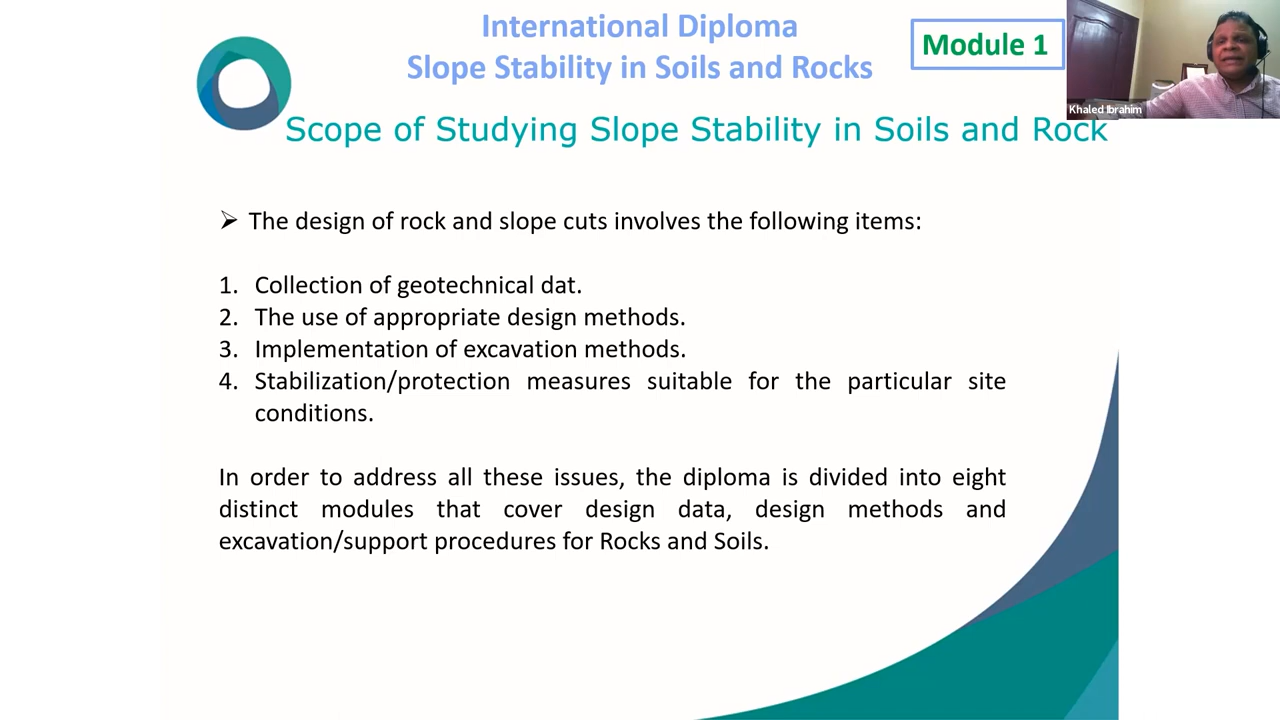 International Diploma
Slope Stability in Soils and Rocks
Module 1
Khaled Ibrahim
Scope of Studying Slope Stability in Soils and Rock
➢ The design of rock and slope cuts involves the following items:
1. Collection of geotechnical dat.
2. The use of appropriate design methods.
3. Implementation of excavation methods.
4. Stabilization/protection measures suitable for the particular site
conditions.
In order to address all these issues, the diploma is divided into eight
distinct modules that cover design data, design methods and
excavation/support procedures for Rocks and Soils.